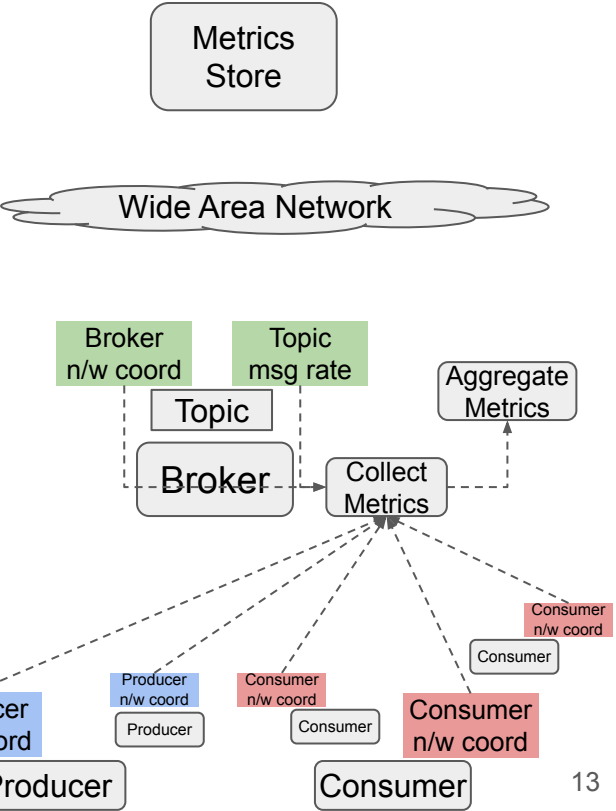 Metrics
Store
Wide Area Network
Broker
n/w coord
Topic
msg rate
Topic
Aggregate
Metrics
Broker
Collect
Metrics
Consumer
n/w coord
Consumer
Producer
n/w coord
Producer
Consumer
n/w coord
Consumer
Consumer
n/w coord
Producer
Consumer
13